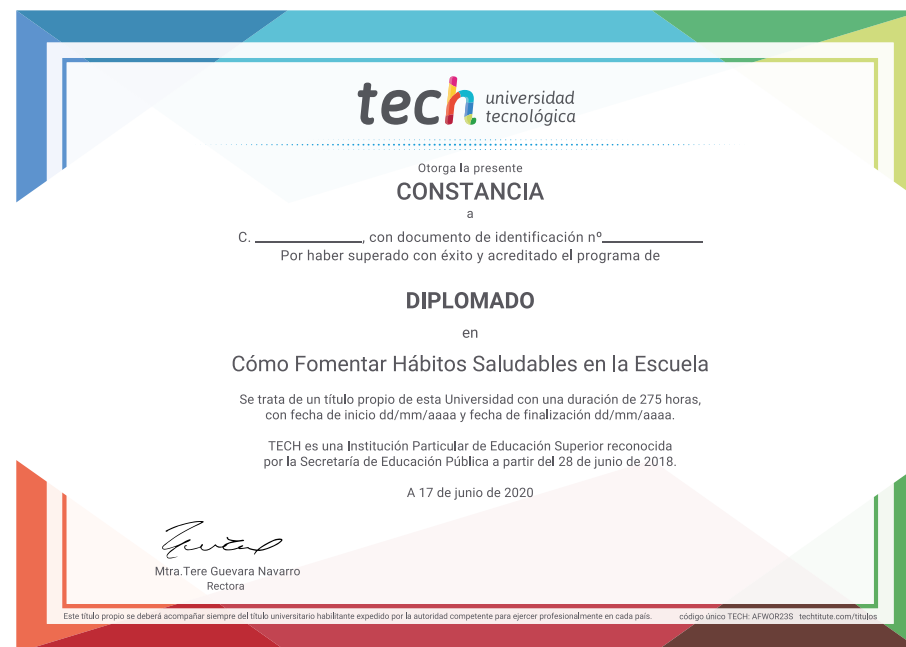 tech universidad
tecnológica
Otorga la presente
CONSTANCIA
a
C. ____________, con documento de identificación nº____________
Por haber superado con éxito y acreditado el programa de
DIPLOMADO
en
Cómo Fomentar Hábitos Saludables en la Escuela
Se trata de un título propio de esta Universidad con una duración de 275 horas,
con fecha de inicio dd/mm/aaaa y fecha de finalización dd/mm/aaaa.
TECH es una Institución Particular de Educación Superior reconocida
por la Secretaría de Educación Pública a partir del 28 de junio de 2018.
A 17 de junio de 2020
Mtra.Tere Guevara Navarro
Rectora
Este título propio se deberá acompañar siempre del título universitario habilitante expedido por la autoridad competente para ejercer profesionalmente en cada país. código único TECH: AFWOR23S techtitute.com/titulos